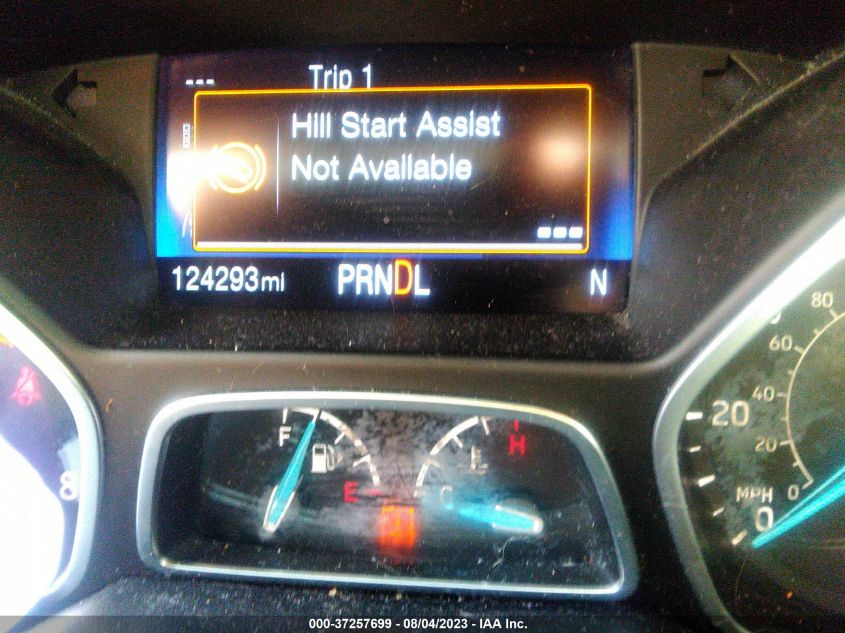 --- Trip 1
Hill Start Assist
Not Available
124293mi PRNDL N
F
E
C
H
8
80
60
40
20
0
20
MPH
0
000-37257699 - 08/04/2023 - IAA Inc.